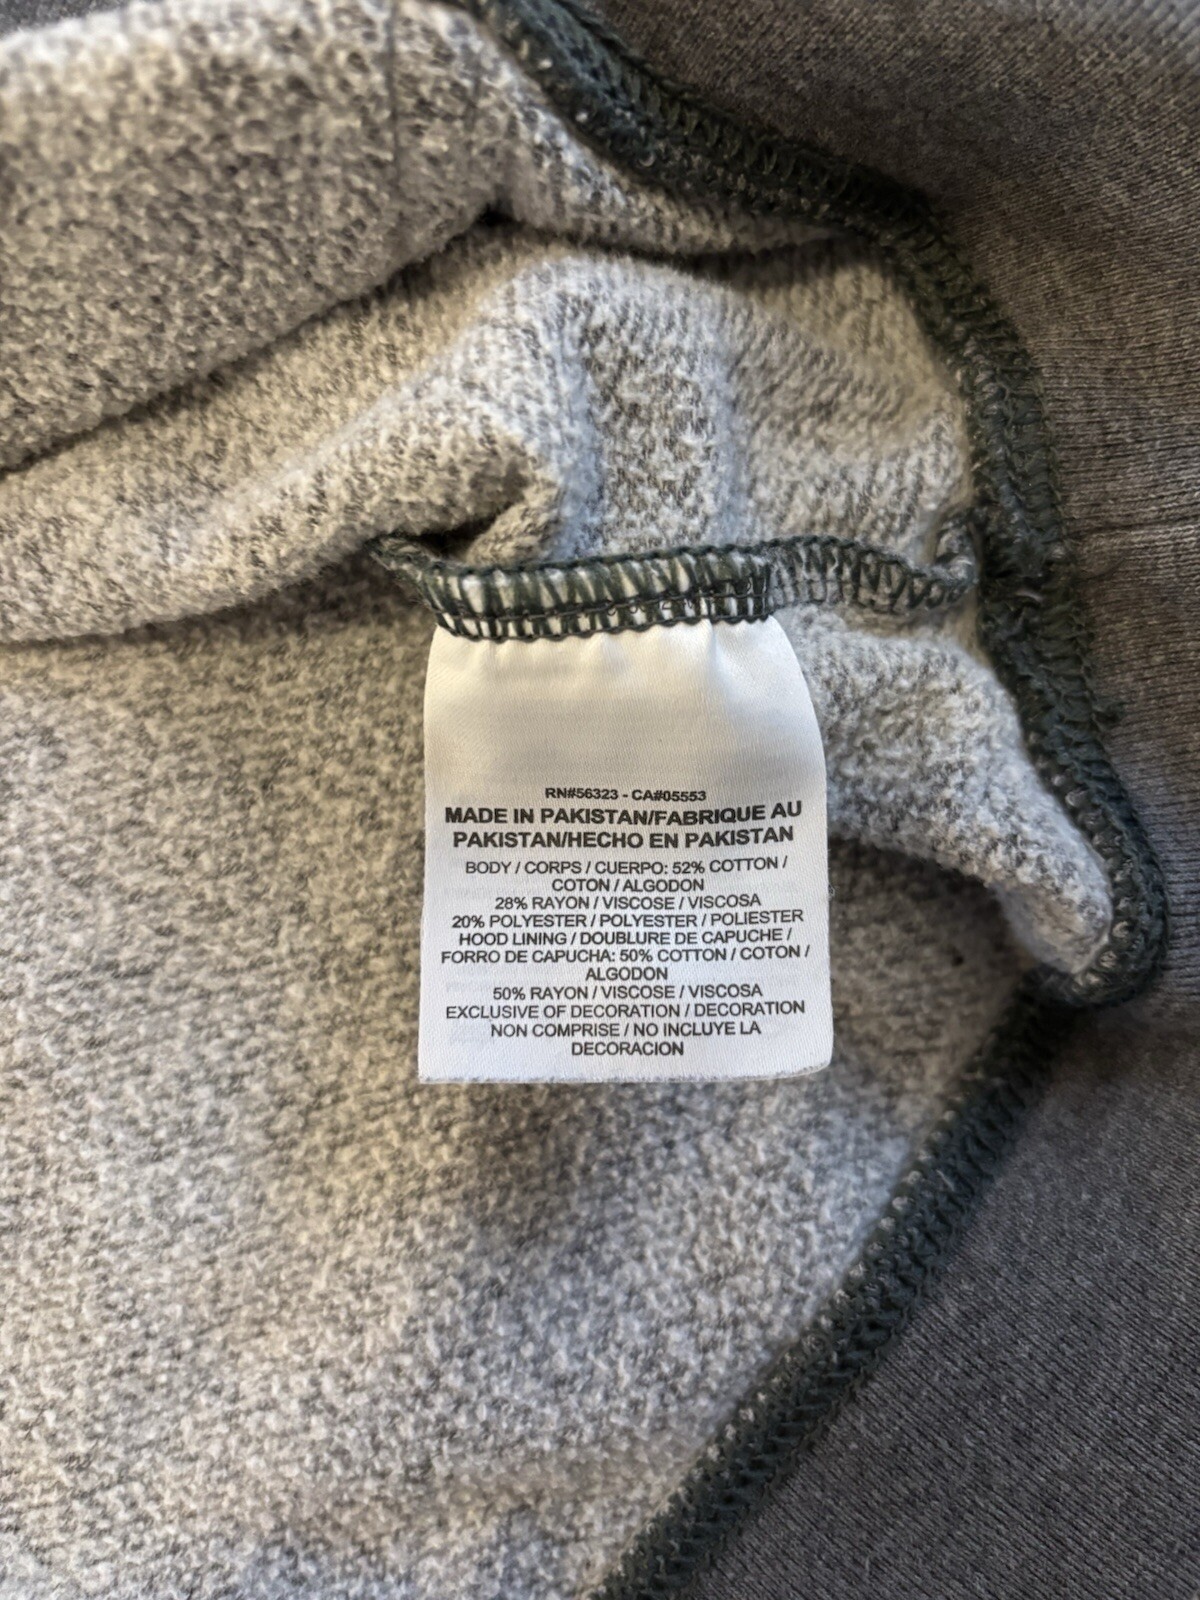 RN#56323 - CA#05553
MADE IN PAKISTAN/FABRIQUE AU
PAKISTAN/HECHO EN PAKISTAN
BODY / CORPS / CUERPO: 52% COTTON /
COTON / ALGODON
28% RAYON / VISCOSE / VISCOSA
20% POLYESTER / POLYESTER / POLIESTER
HOOD LINING / DOUBLURE DE CAPUCHE /
FORRO DE CAPUCHA: 50% COTTON / COTON /
ALGODON
50% RAYON / VISCOSE / VISCOSA
EXCLUSIVE OF DECORATION / DECORATION
NON COMPRISE / NO INCLUYE LA
DECORACION